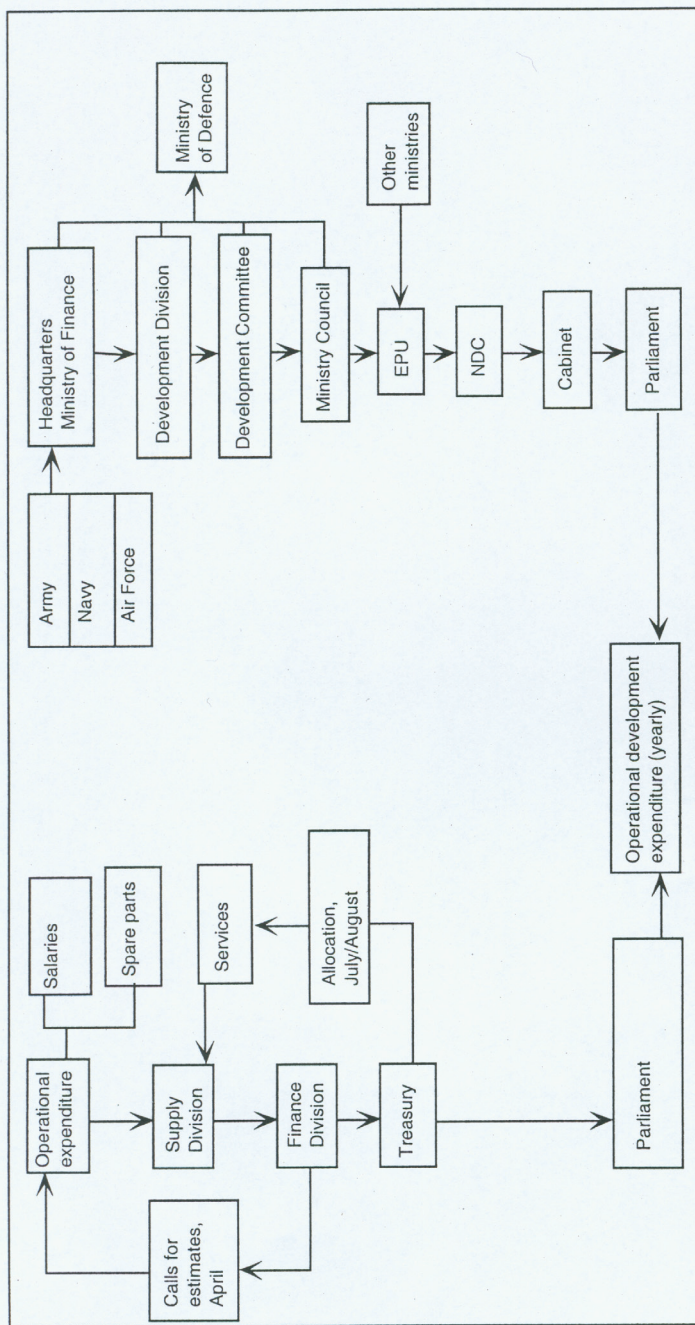 Operational
expenditure
Salaries
Spare parts
Calls for
estimates,
April
Supply
Division
Services
Finance
Division
Allocation,
July/August
Treasury
Parliament
Operational development
expenditure (yearly)
Army
Navy
Air Force
Headquarters
Ministry of Finance
Ministry
of Defence
Development Division
Development Committee
Ministry Council
Other
ministries
EPU
NDC
Cabinet
Parliament